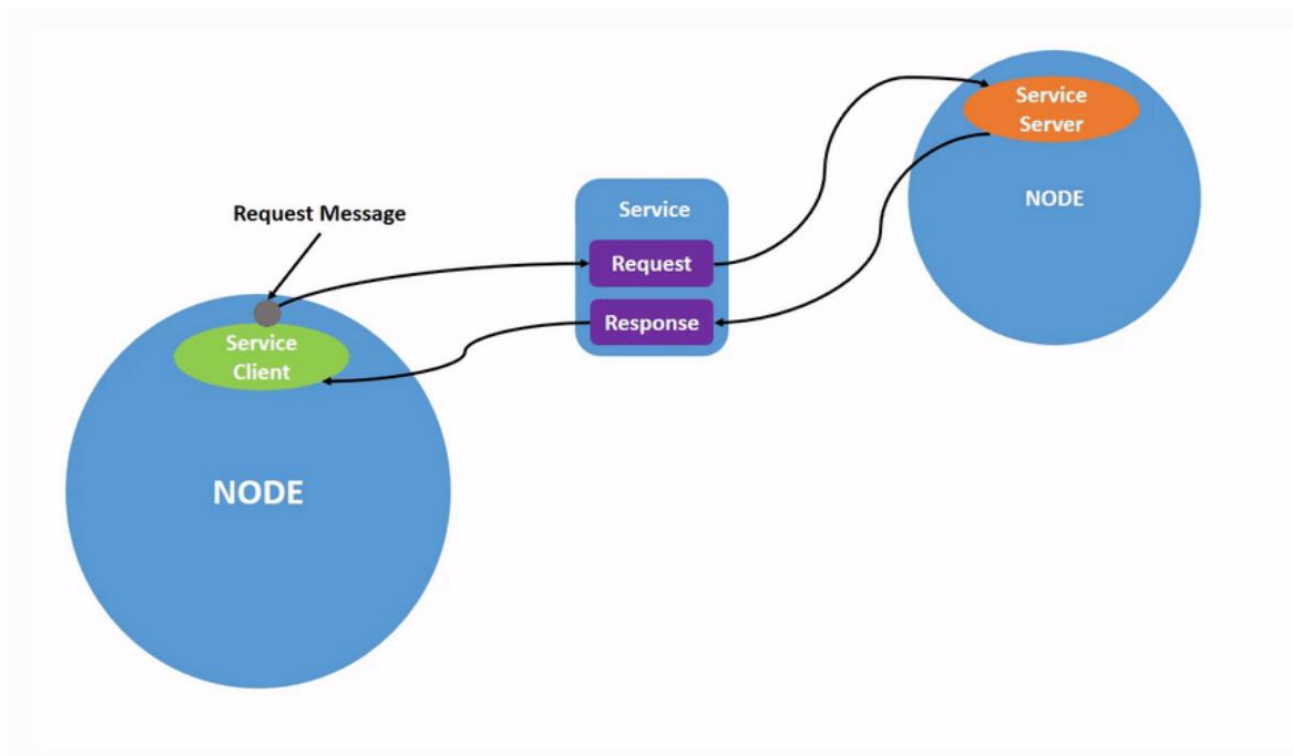 Service
Server
NODE
Service
Request Message
Request
Response
Service
Client
NODE